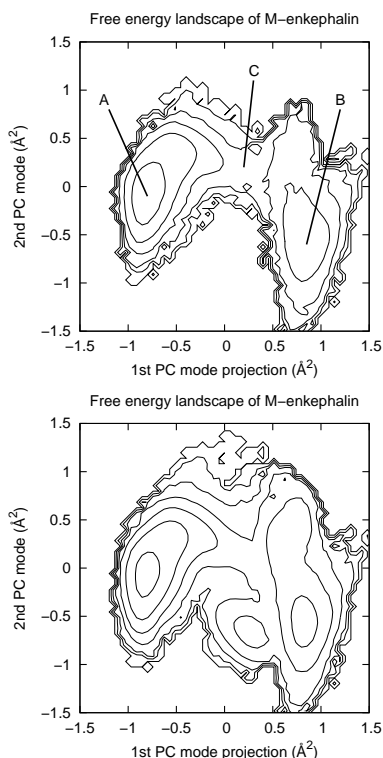 Free energy landscape of M−enkephalin
1.5
1
0.5
0
−0.5
−1
−1.5
2nd PC mode (Å²)
A
C
B
−1.5 −1 −0.5 0 0.5 1 1.5
1st PC mode projection (Å²)
Free energy landscape of M−enkephalin
1.5
1
0.5
0
−0.5
−1
−1.5
2nd PC mode (Å²)
−1.5 −1 −0.5 0 0.5 1 1.5
1st PC mode projection (Å²)